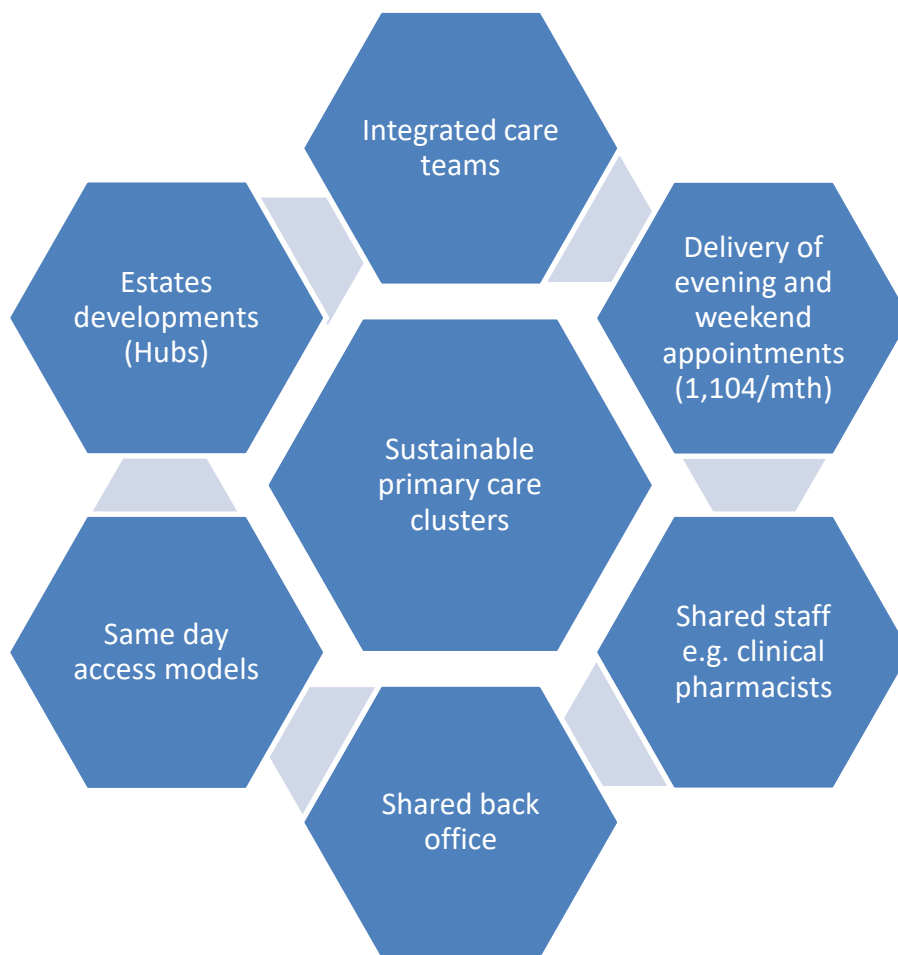 Integrated care
teams
Delivery of
evening and
weekend
appointments
(1,104/mth)
Shared staff
e.g. clinical
pharmacists
Shared back
office
Same day
access models
Estates
developments
(Hubs)
Sustainable
primary care
clusters